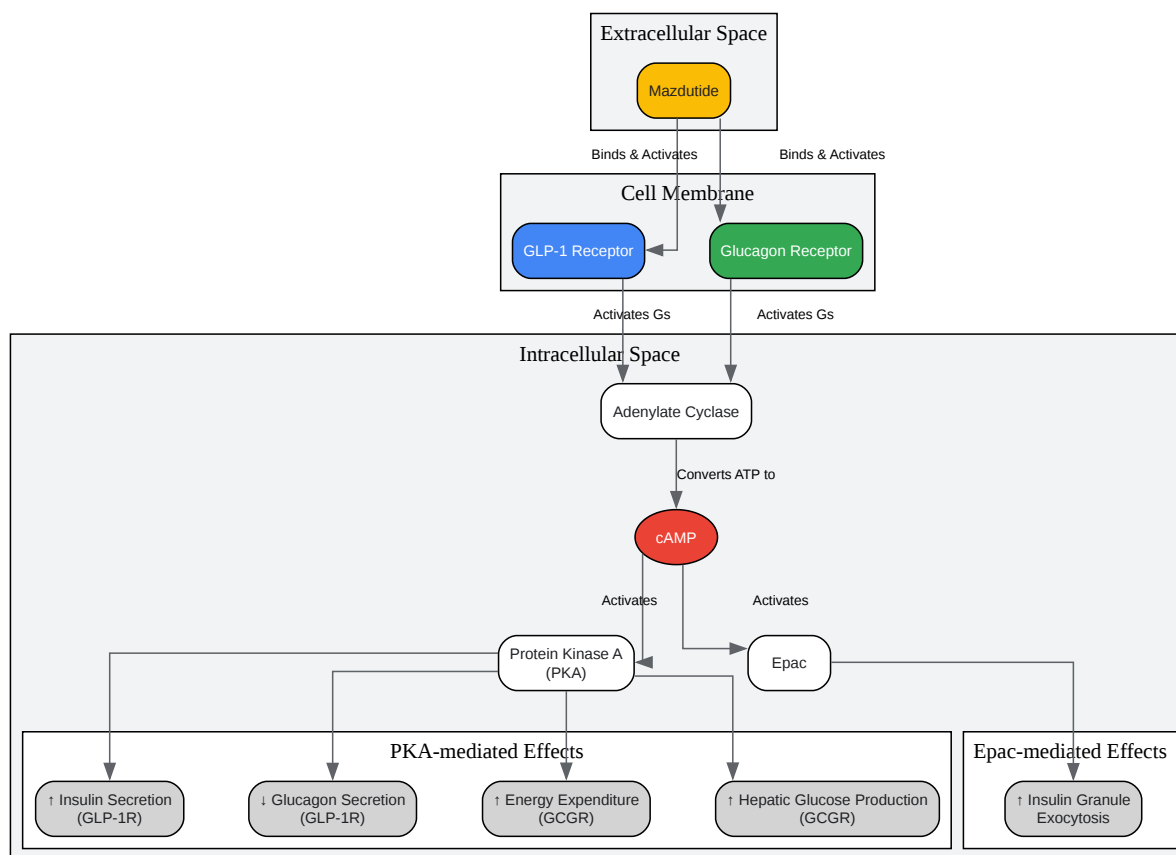 Extracellular Space
Mazdutide
Binds & Activates
Binds & Activates
Cell Membrane
GLP-1 Receptor
Glucagon Receptor
Activates Gs
Activates Gs
Intracellular Space
Adenylate Cyclase
Converts ATP to
cAMP
Activates
Activates
Protein Kinase A
(PKA)
Epac
PKA-mediated Effects
↑ Insulin Secretion
(GLP-1R)
↓ Glucagon Secretion
(GLP-1R)
↑ Energy Expenditure
(GCGR)
↑ Hepatic Glucose Production
(GCGR)
Epac-mediated Effects
↑ Insulin Granule
Exocytosis